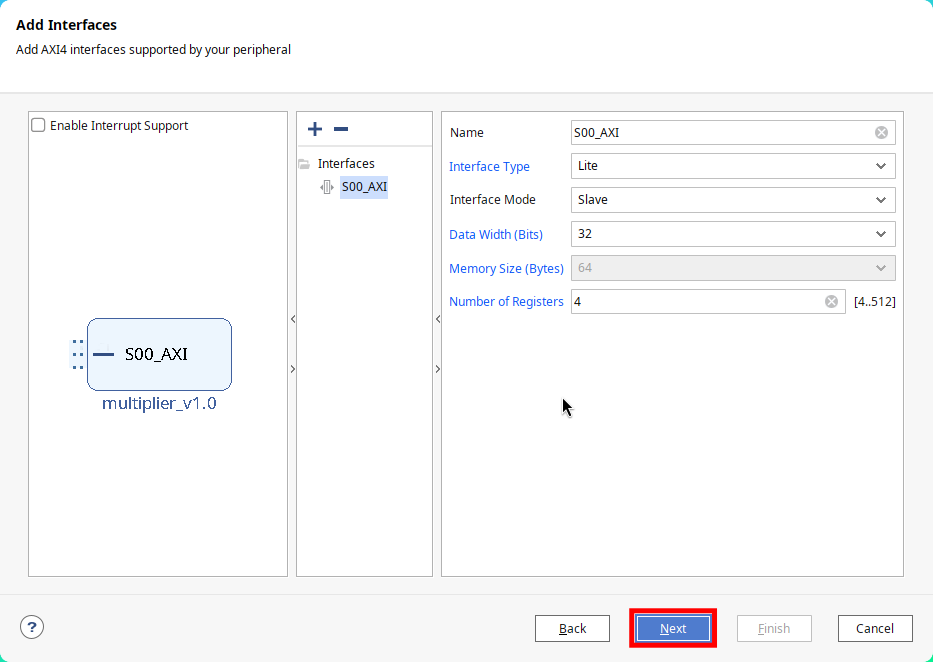 Add Interfaces
Add AXI4 interfaces supported by your peripheral
Enable Interrupt Support
S00_AXI
multiplier_v1.0
Interfaces
S00_AXI
Name S00_AXI
Interface Type Lite
Interface Mode Slave
Data Width (Bits) 32
Memory Size (Bytes) 64
Number of Registers 4 [4..512]
? Back Next Finish Cancel